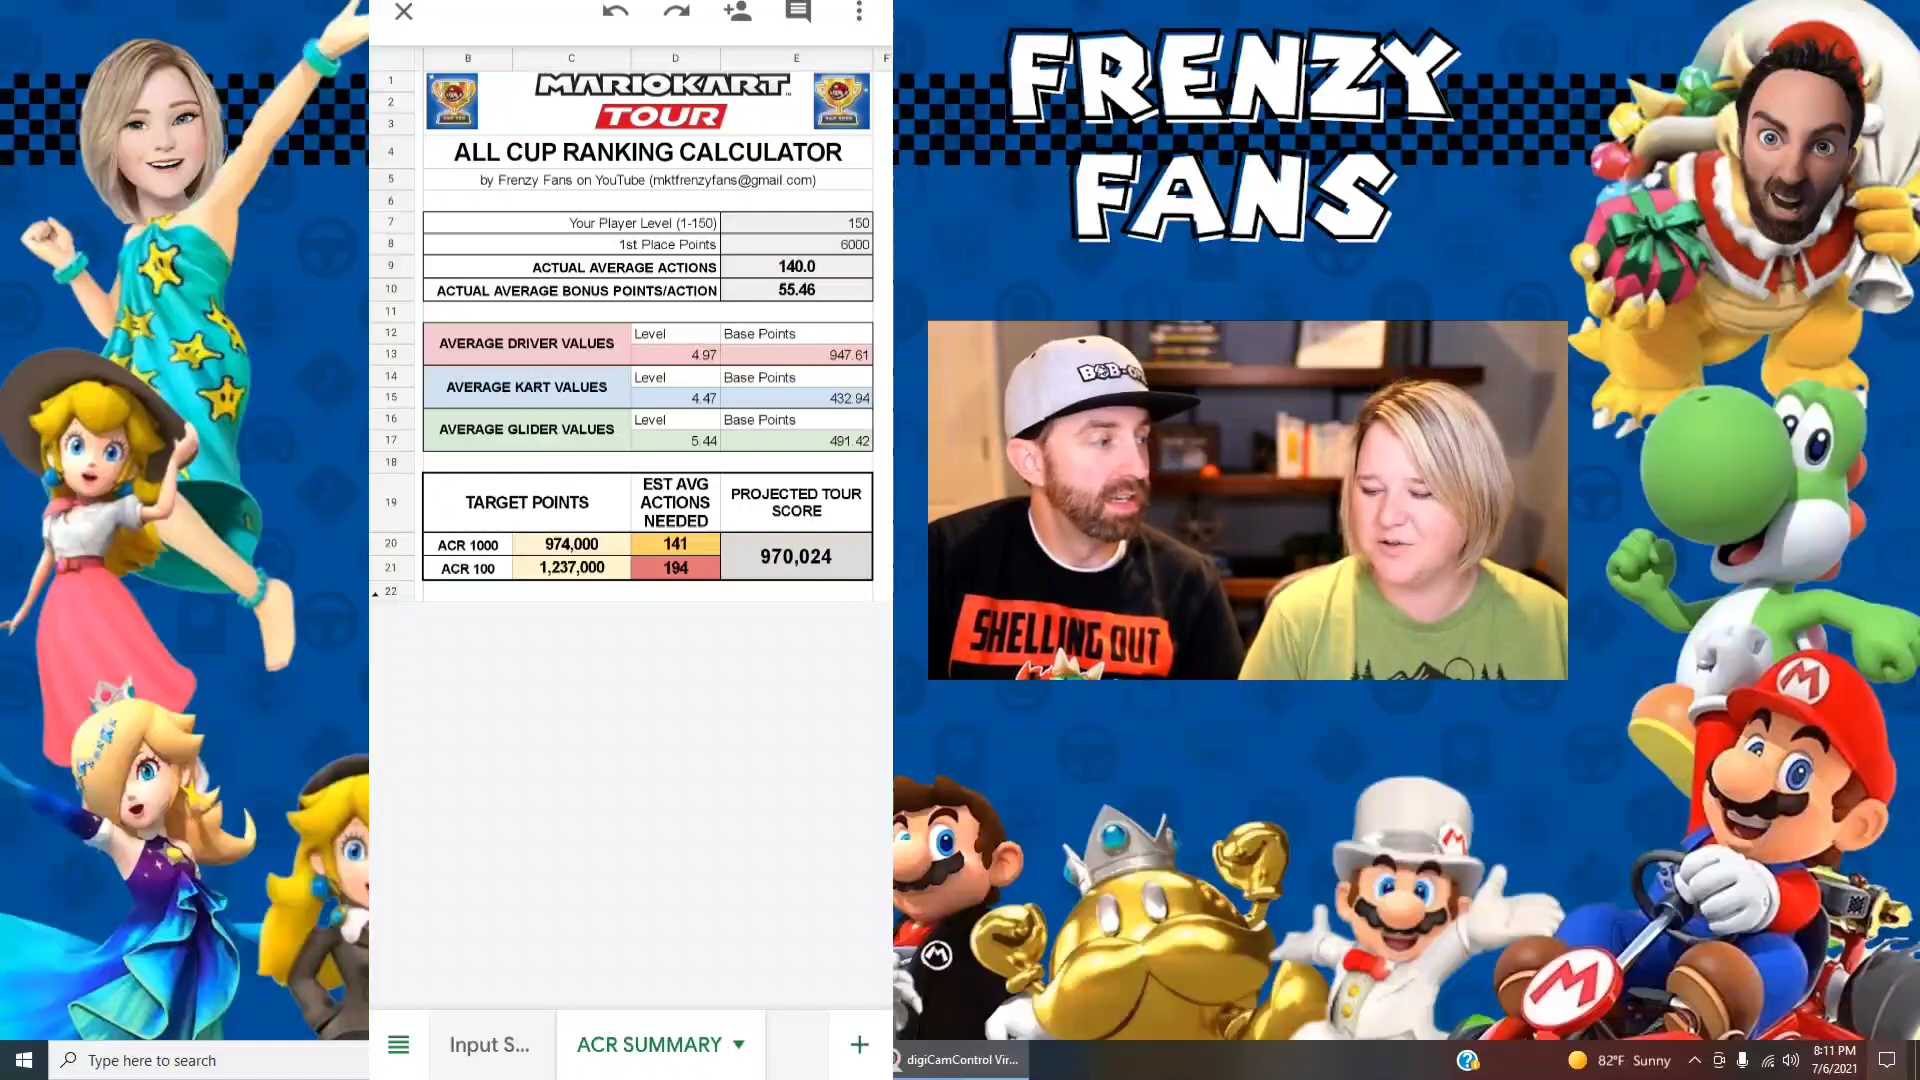 B C D E F
1
2
3
MARIOKART
TOUR
4 ALL CUP RANKING CALCULATOR
5 by Frenzy Fans on YouTube (mktfrenzyfans@gmail.com)
6
7 Your Player Level (1-150) 150
8 1st Place Points 6000
9 ACTUAL AVERAGE ACTIONS 140.0
10 ACTUAL AVERAGE BONUS POINTS/ACTION 55.46
11
12 Level Base Points
AVERAGE DRIVER VALUES
13 4.97 947.61
14 Level Base Points
AVERAGE KART VALUES
15 4.47 432.94
16 Level Base Points
AVERAGE GLIDER VALUES
17 5.44 491.42
18
19 TARGET POINTS
EST AVG
ACTIONS
NEEDED
PROJECTED TOUR
SCORE
20 ACR 1000 974,000 141
970,024
21 ACR 100 1,237,000 194
22
Input S...
ACR SUMMARY
FRENZY
FANS
SHELLING OUT
M
M
M
M
M
Type here to search
digiCamControl Vir...
82°F Sunny
8:11 PM
7/6/2021